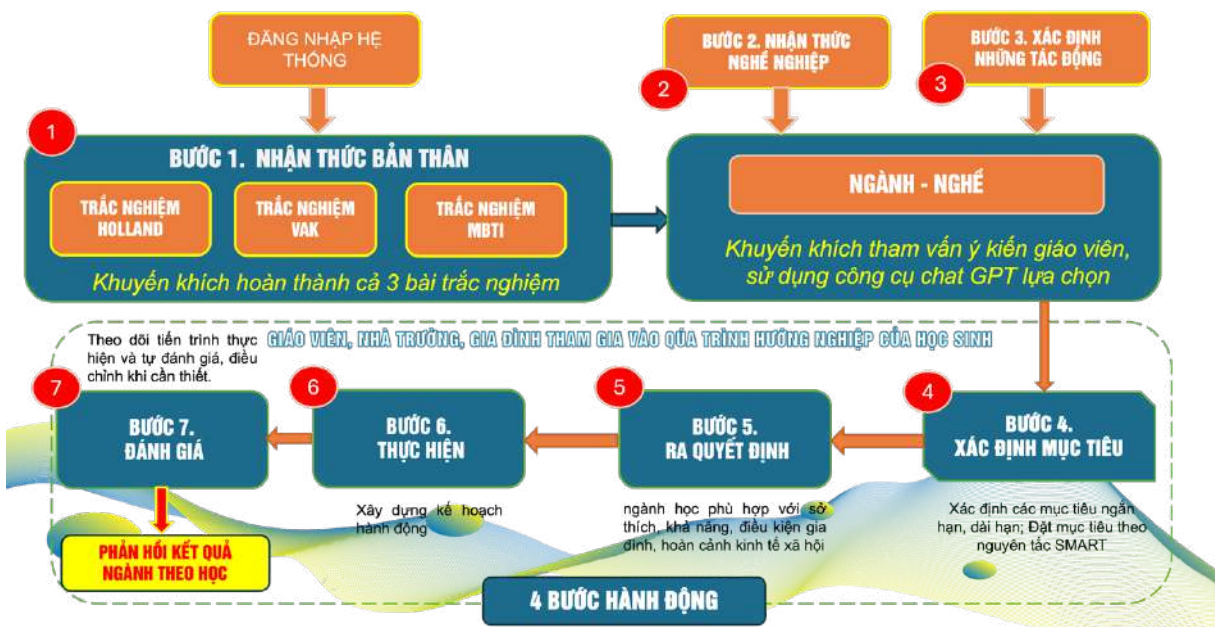 ĐĂNG NHẬP HỆ
THỐNG
BƯỚC 2. NHẬN THỨC
NGHỀ NGHIỆP
2
BƯỚC 3. XÁC ĐỊNH
NHỮNG TÁC ĐỘNG
3
1
BƯỚC 1. NHẬN THỨC BẢN THÂN
TRẮC NGHIỆM
HOLLAND
TRẮC NGHIỆM
VAK
TRẮC NGHIỆM
MBTI
Khuyến khích hoàn thành cả 3 bài trắc nghiệm
NGÀNH - NGHỀ
Khuyến khích tham vấn ý kiến giáo viên,
sử dụng công cụ chat GPT lựa chọn
GIÁO VIÊN, NHÀ TRƯỜNG, GIA ĐÌNH THAM GIA VÀO QÚA TRÌNH HƯỚNG NGHIỆP CỦA HỌC SINH
Theo dõi tiến trình thực
hiện và tự đánh giá, điều
chỉnh khi cần thiết.
7
BƯỚC 7.
ĐÁNH GIÁ
6
BƯỚC 6.
THỰC HIỆN
5
BƯỚC 5.
RA QUYẾT ĐỊNH
4
BƯỚC 4.
XÁC ĐỊNH MỤC TIÊU
Xây dựng kế hoạch
hành động
ngành học phù hợp với sở
thích, khả năng, điều kiện gia
đình, hoàn cảnh kinh tế xã hội
Xác định các mục tiêu ngắn
hạn, dài hạn; Đặt mục tiêu theo
nguyên tắc SMART
PHẢN HỒI KẾT QUẢ
NGÀNH THEO HỌC
4 BƯỚC HÀNH ĐỘNG